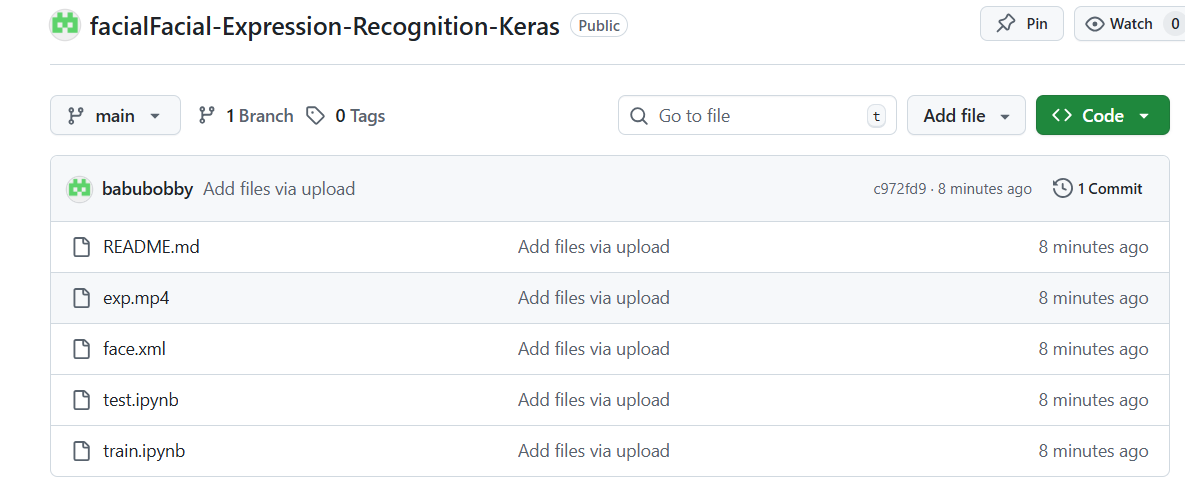 facialFacial-Expression-Recognition-Keras Public Pin Watch 0
main 1 Branch 0 Tags Go to file t Add file Code
babubobby Add files via upload c972fd9 · 8 minutes ago 1 Commit
README.md Add files via upload 8 minutes ago
exp.mp4 Add files via upload 8 minutes ago
face.xml Add files via upload 8 minutes ago
test.ipynb Add files via upload 8 minutes ago
train.ipynb Add files via upload 8 minutes ago